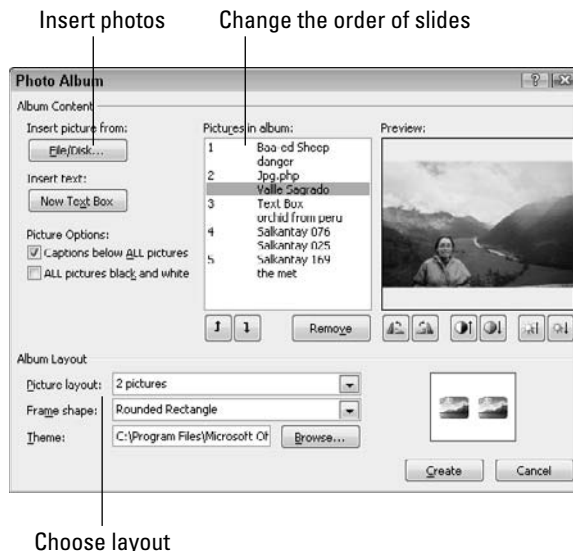 Insert photos
Change the order of slides
Photo Album
Album Content
Insert picture from:
File/Disk...
Insert text:
New Text Box
Picture Options:
Captions below ALL pictures
ALL pictures black and white
Pictures in album:
1 Baa-ed Sheep
danger
2 Jpg.php
Valle Sagrado
3 Text Box
orchid from peru
4 Salkantay 076
Salkantay 025
5 Salkantay 169
the met
Remove
Preview:
Album Layout
Picture layout: 2 pictures
Frame shape: Rounded Rectangle
Theme: C:\Program Files\Microsoft Of
Browse...
Create
Cancel
Choose layout